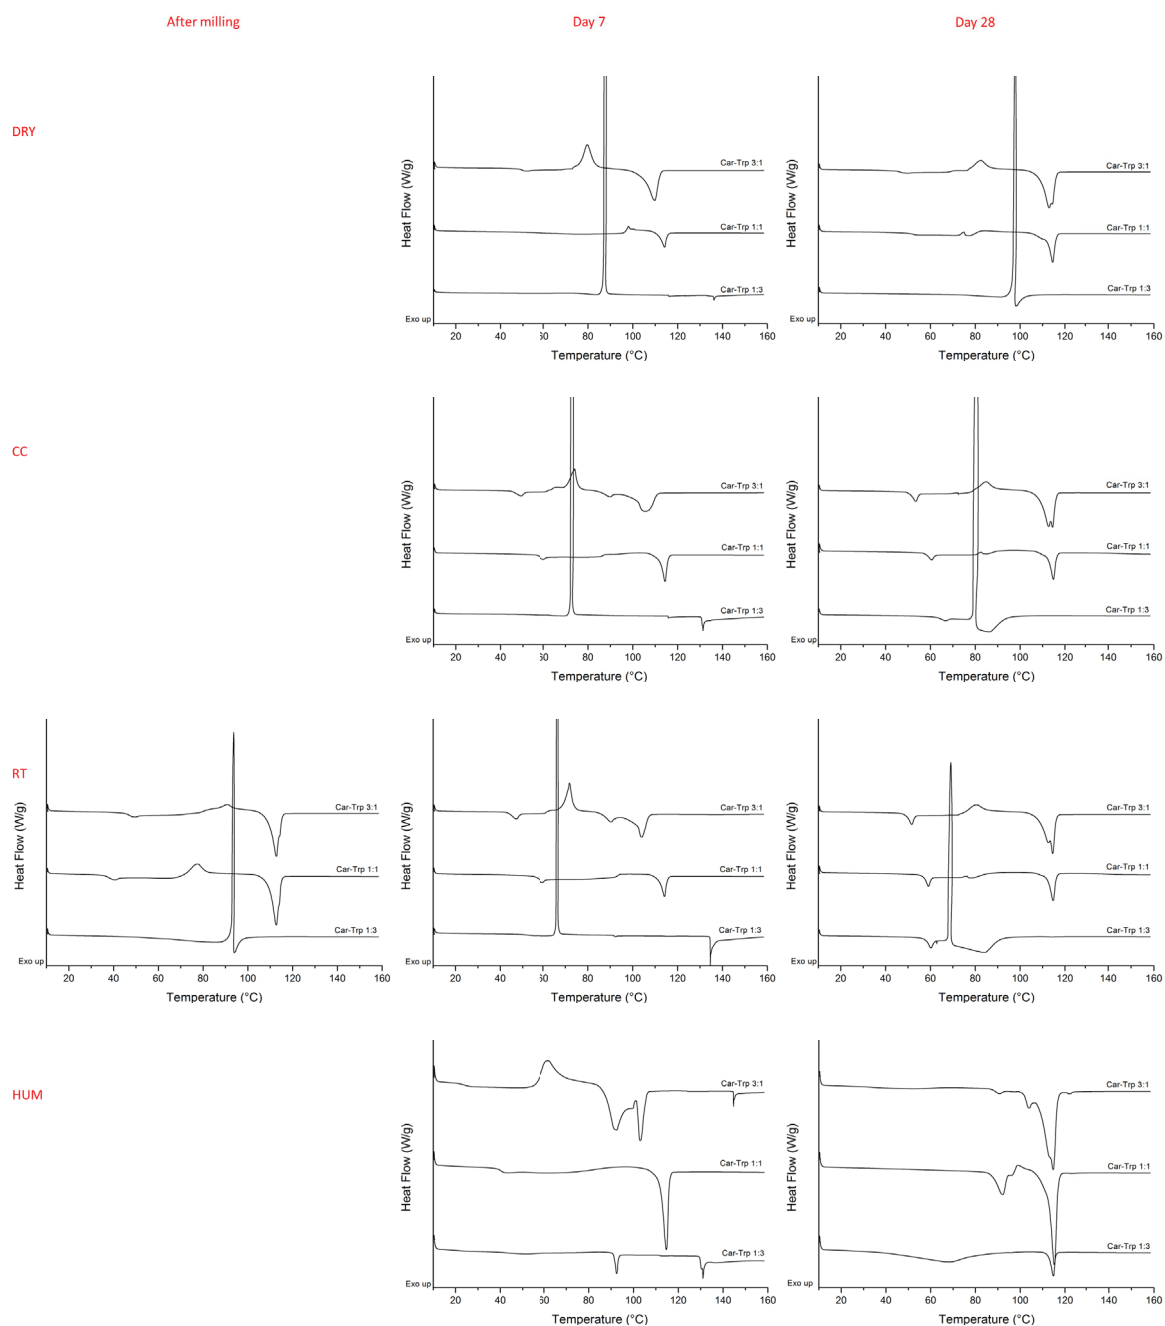 After milling
Day 7
Day 28
DRY
Heat Flow (W/g)
Car-Trp 3:1
Car-Trp 1:1
Car-Trp 1:3
Exo up
20 40 60 80 100 120 140 160
Temperature (°C)
Heat Flow (W/g)
Car-Trp 3:1
Car-Trp 1:1
Car-Trp 1:3
Exo up
20 40 60 80 100 120 140 160
Temperature (°C)
CC
Heat Flow (W/g)
Car-Trp 3:1
Car-Trp 1:1
Car-Trp 1:3
Exo up
20 40 60 80 100 120 140 160
Temperature (°C)
Heat Flow (W/g)
Car-Trp 3:1
Car-Trp 1:1
Car-Trp 1:3
Exo up
20 40 60 80 100 120 140 160
Temperature (°C)
RT
Heat Flow (W/g)
Car-Trp 3:1
Car-Trp 1:1
Car-Trp 1:3
Exo up
20 40 60 80 100 120 140 160
Temperature (°C)
Heat Flow (W/g)
Car-Trp 3:1
Car-Trp 1:1
Car-Trp 1:3
Exo up
20 40 60 80 100 120 140 160
Temperature (°C)
Heat Flow (W/g)
Car-Trp 3:1
Car-Trp 1:1
Car-Trp 1:3
Exo up
20 40 60 80 100 120 140 160
Temperature (°C)
HUM
Heat Flow (W/g)
Car-Trp 3:1
Car-Trp 1:1
Car-Trp 1:3
Exo up
20 40 60 80 100 120 140 160
Temperature (°C)
Heat Flow (W/g)
Car-Trp 3:1
Car-Trp 1:1
Car-Trp 1:3
Exo up
20 40 60 80 100 120 140 160
Temperature (°C)